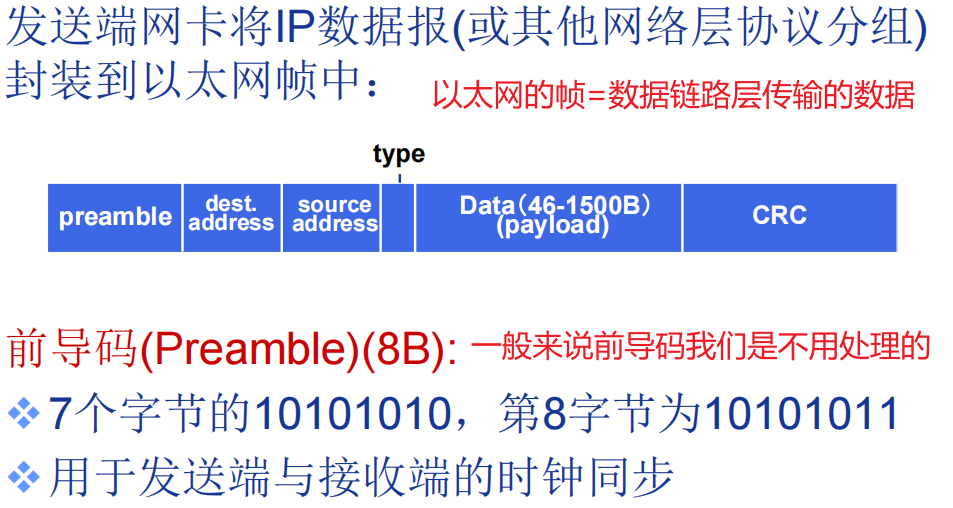 发送端网卡将IP数据报(或其他网络层协议分组)
封装到以太网帧中：
以太网的帧=数据链路层传输的数据
type
preamble
dest.
address
source
address
Data（46-1500B）
(payload)
CRC
前导码(Preamble)(8B):
一般来说前导码我们是不用处理的
7个字节的10101010，第8字节为10101011
用于发送端与接收端的时钟同步